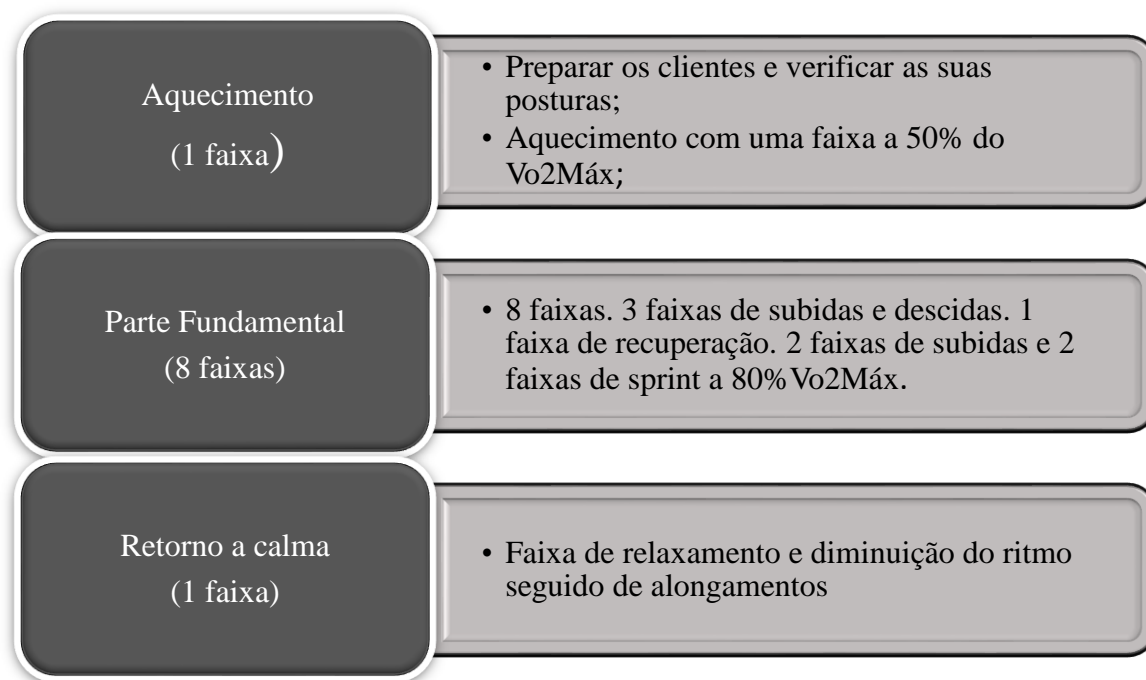 Aquecimento
(1 faixa)
• Preparar os clientes e verificar as suas
posturas;
• Aquecimento com uma faixa a 50% do
Vo2Máx;
Parte Fundamental
(8 faixas)
• 8 faixas. 3 faixas de subidas e descidas. 1
faixa de recuperação. 2 faixas de subidas e 2
faixas de sprint a 80%Vo2Máx.
Retorno a calma
(1 faixa)
• Faixa de relaxamento e diminuição do ritmo
seguido de alongamentos